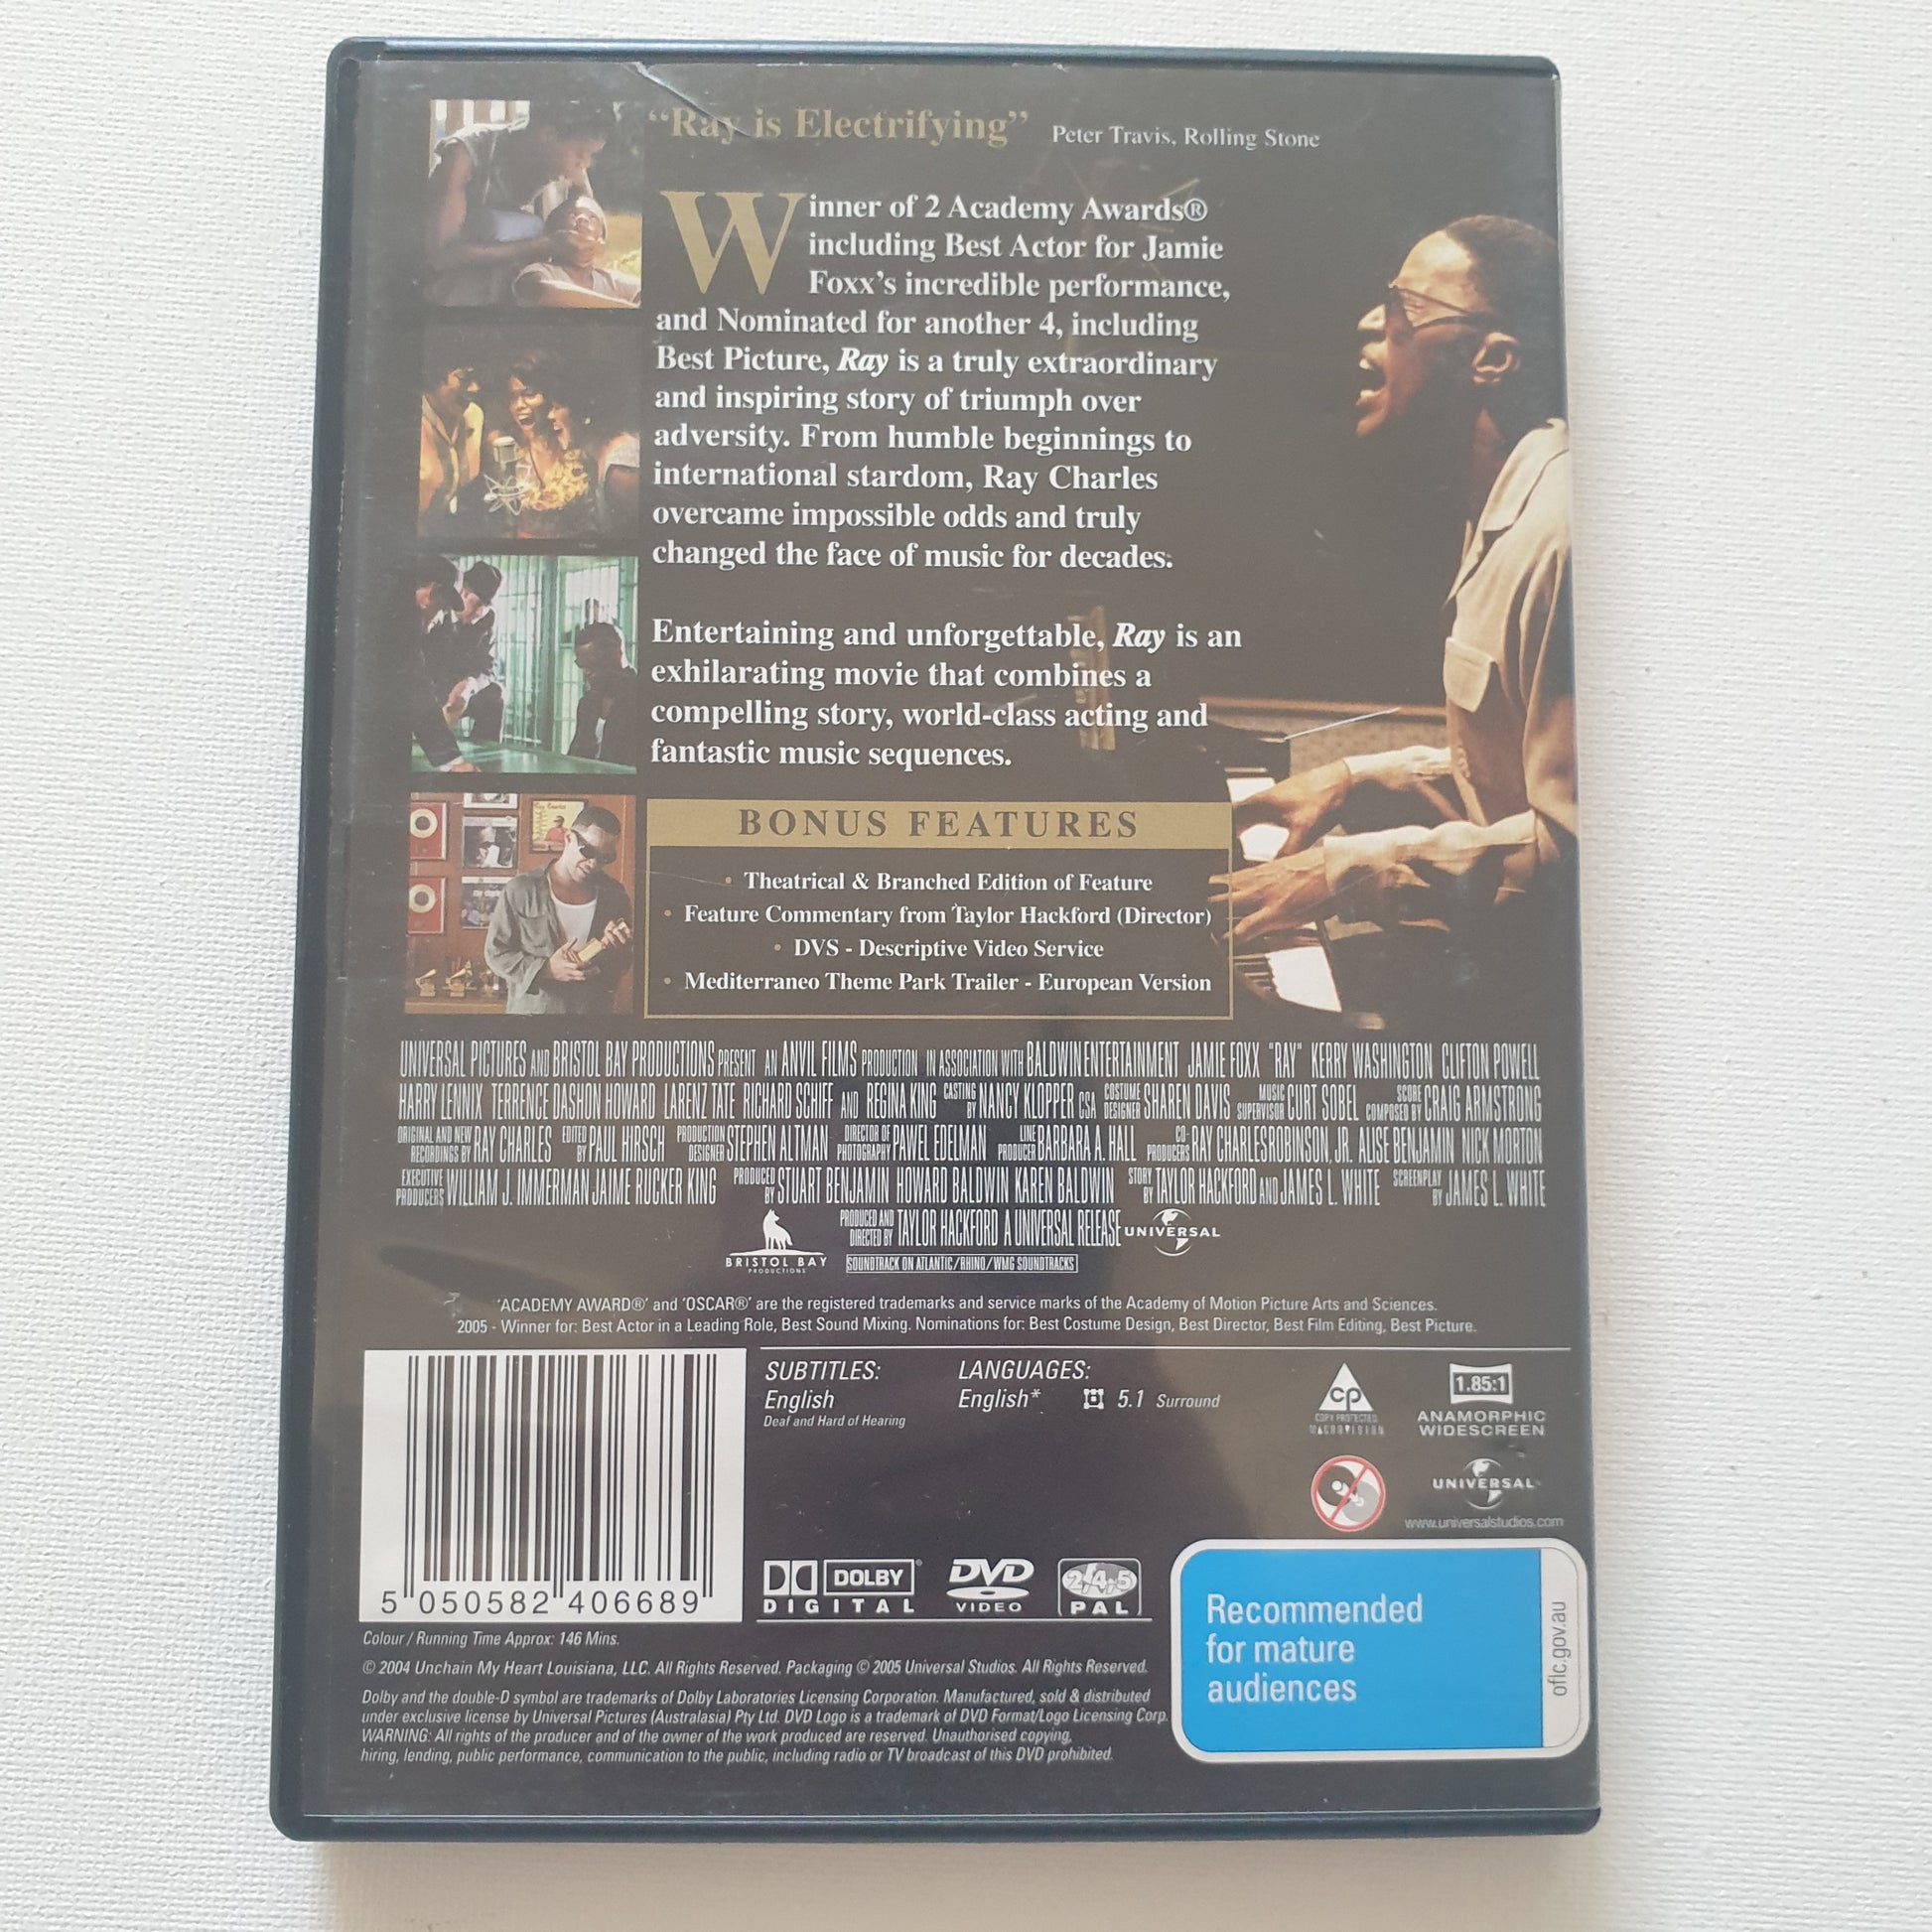 “Ray is Electrifying” Peter Travis, Rolling Stone
Winner of 2 Academy Awards®
including Best Actor for Jamie
Foxx’s incredible performance,
and Nominated for another 4, including
Best Picture, Ray is a truly extraordinary
and inspiring story of triumph over
adversity. From humble beginnings to
international stardom, Ray Charles
overcame impossible odds and truly
changed the face of music for decades.
Entertaining and unforgettable, Ray is an
exhilarating movie that combines a
compelling story, world-class acting and
fantastic music sequences.
BONUS FEATURES
• Theatrical & Branched Edition of Feature
• Feature Commentary from Taylor Hackford (Director)
• DVS - Descriptive Video Service
• Mediterraneo Theme Park Trailer - European Version
UNIVERSAL PICTURES AND BRISTOL BAY PRODUCTIONS PRESENT AN ANVIL FILMS PRODUCTION IN ASSOCIATION WITH BALDWIN ENTERTAINMENT JAMIE FOXX "RAY" KERRY WASHINGTON CLIFTON POWELL
HARRY LENNIX TERRENCE DASHON HOWARD LARENZ TATE RICHARD SCHIFF AND REGINA KING CASTING BY NANCY KLOPPER CSA COSTUME DESIGNER SHAREN DAVIS MUSIC SUPERVISOR CURT SOBEL SCORE COMPOSED BY CRAIG ARMSTRONG
ORIGINAL AND NEW RECORDINGS BY RAY CHARLES EDITED BY PAUL HIRSCH PRODUCTION DESIGNER STEPHEN ALTMAN DIRECTOR OF PHOTOGRAPHY PAWEL EDELMAN LINE PRODUCER BARBARA A. HALL CO-PRODUCERS RAY CHARLES ROBINSON, JR. ALISE BENJAMIN NICK MORTON
EXECUTIVE PRODUCERS WILLIAM J. IMMERMAN JAIME RUCKER KING PRODUCED BY STUART BENJAMIN HOWARD BALDWIN KAREN BALDWIN STORY BY TAYLOR HACKFORD AND JAMES L. WHITE SCREENPLAY BY JAMES L. WHITE
PRODUCED AND DIRECTED BY TAYLOR HACKFORD A UNIVERSAL RELEASE UNIVERSAL
BRISTOL BAY
PRODUCTIONS
SOUNDTRACK ON ATLANTIC/RHINO/WMG SOUNDTRACKS
‘ACADEMY AWARD®’ and ‘OSCAR®’ are the registered trademarks and service marks of the Academy of Motion Picture Arts and Sciences.
2005 - Winner for: Best Actor in a Leading Role, Best Sound Mixing. Nominations for: Best Costume Design, Best Director, Best Film Editing, Best Picture.
SUBTITLES:
English
Deaf and Hard of Hearing
LANGUAGES:
English* 5.1 Surround
cp
COPY PROTECTED
MACROVISION
1.85:1
ANAMORPHIC
WIDESCREEN
UNIVERSAL
www.universalstudios.com
5 050582 406689
DOLBY
DIGITAL
DVD
VIDEO
2.4.5
PAL
Recommended
for mature
audiences
oflc.gov.au
Colour / Running Time Approx: 146 Mins.
© 2004 Unchain My Heart Louisiana, LLC. All Rights Reserved. Packaging © 2005 Universal Studios. All Rights Reserved.
Dolby and the double-D symbol are trademarks of Dolby Laboratories Licensing Corporation. Manufactured, sold & distributed
under exclusive license by Universal Pictures (Australasia) Pty Ltd. DVD Logo is a trademark of DVD Format/Logo Licensing Corp.
WARNING: All rights of the producer and of the owner of the work produced are reserved. Unauthorised copying,
hiring, lending, public performance, communication to the public, including radio or TV broadcast of this DVD prohibited.